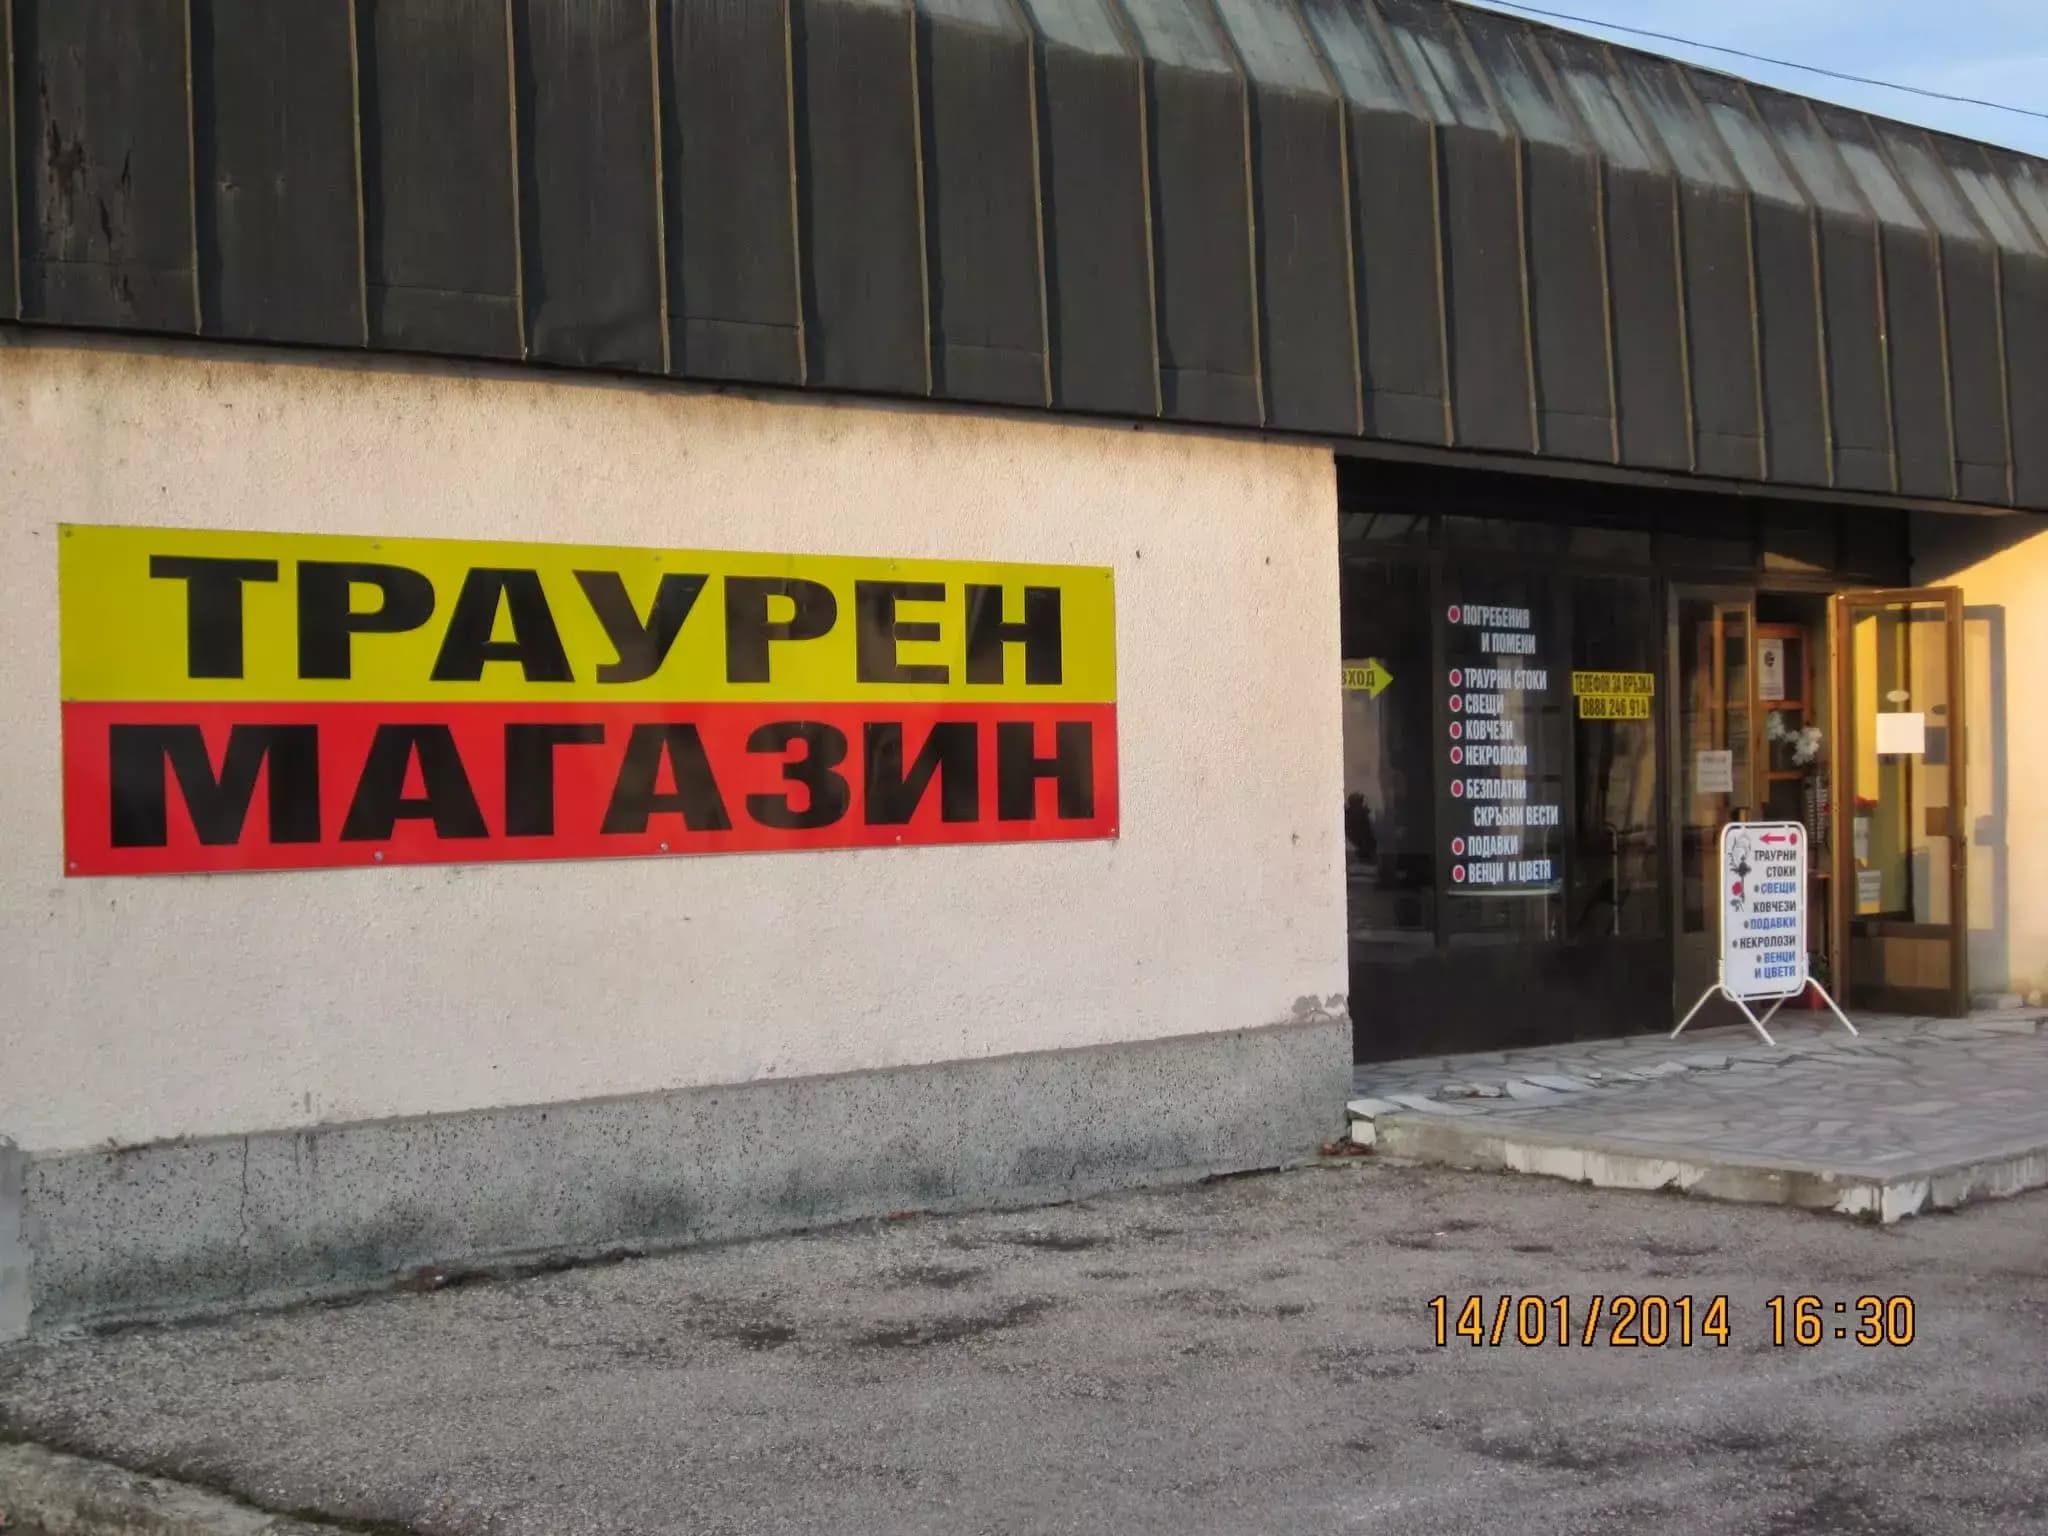 ТРАУРЕН
МАГАЗИН
ВХОД
ПОГРЕБЕНИЯ
И ПОМЕНИ
ТРАУРНИ СТОКИ
СВЕЩИ
КОВЧЕЗИ
НЕКРОЛОЗИ
БЕЗПЛАТНИ
СКРЪБНИ ВЕСТИ
ПОДАВКИ
ВЕНЦИ И ЦВЕТЯ
ТЕЛЕФОН ЗА ВРЪЗКА
0888 246 914
ТРАУРНИ
СТОКИ
СВЕЩИ
КОВЧЕЗИ
ПОДАВКИ
НЕКРОЛОЗИ
ВЕНЦИ
И ЦВЕТЯ
14/01/2014 16:30